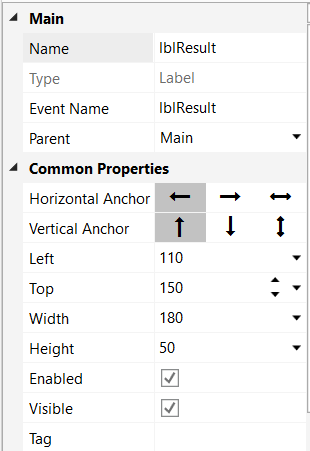 Main
Name lblResult
Type Label
Event Name lblResult
Parent Main
Common Properties
Horizontal Anchor
Vertical Anchor
Left 110
Top 150
Width 180
Height 50
Enabled
Visible
Tag